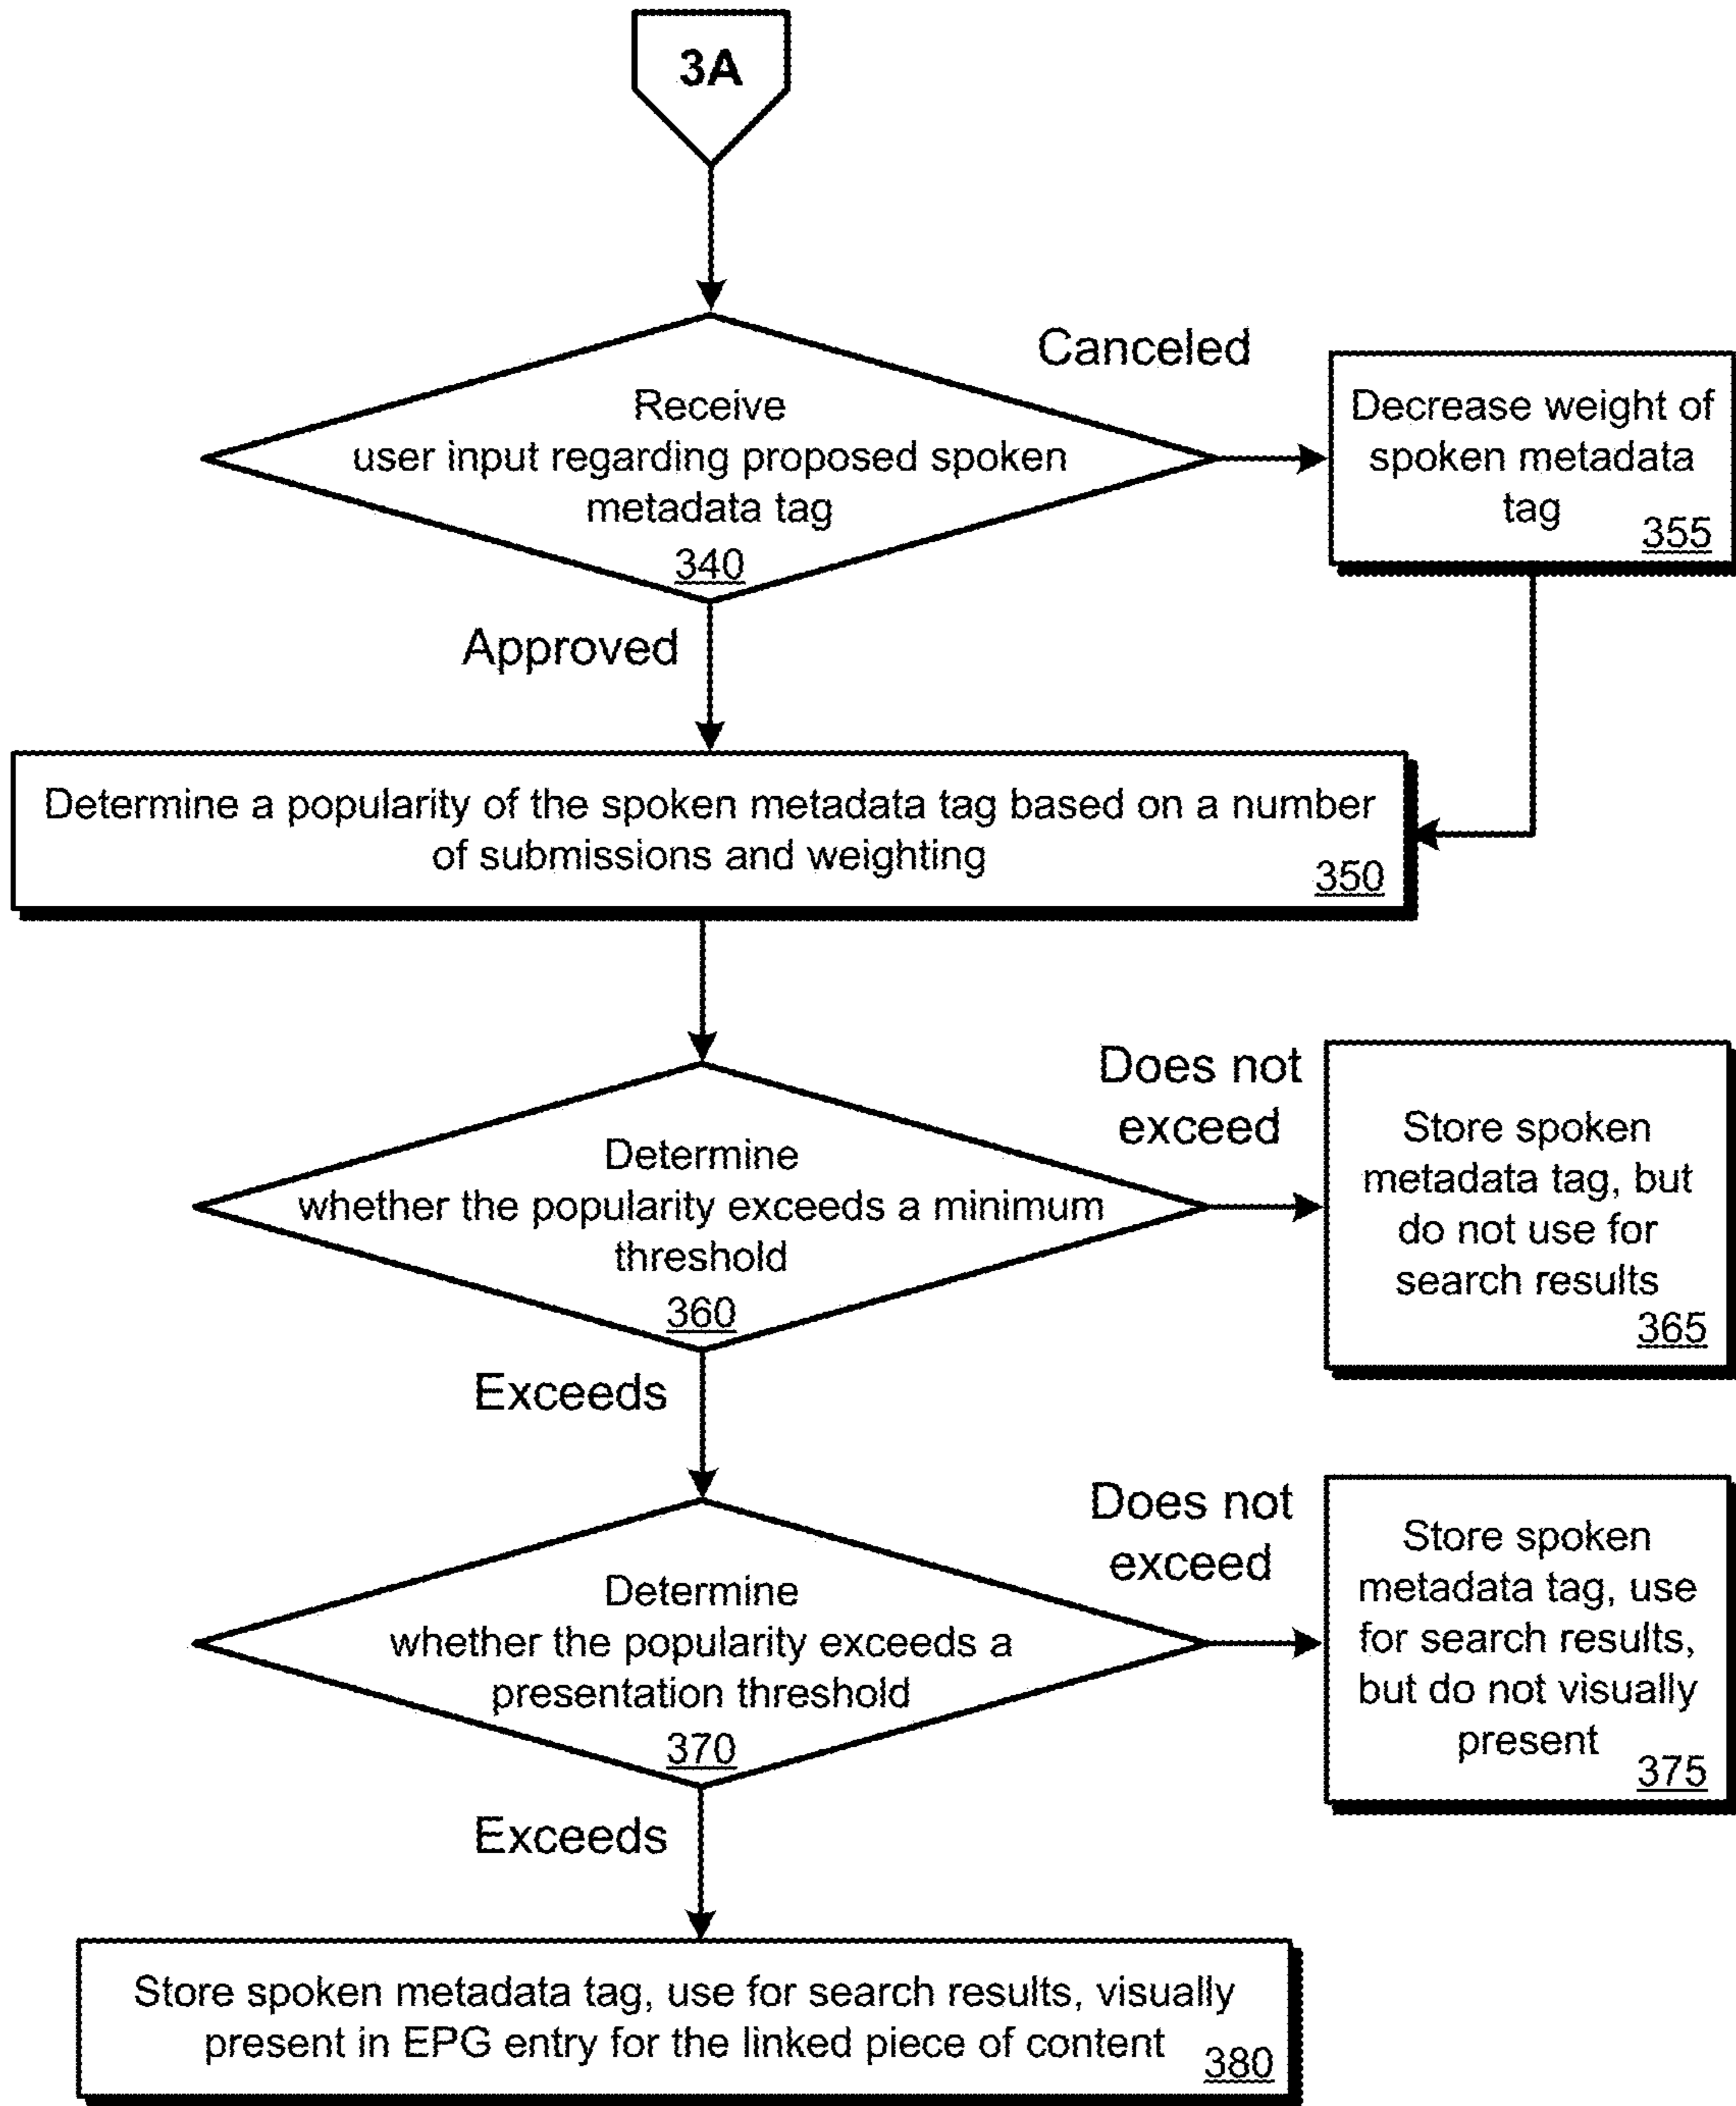 3A
Canceled
Receive
user input regarding proposed spoken
metadata tag
340
Decrease weight of
spoken metadata
tag
355
Approved
Determine a popularity of the spoken metadata tag based on a number
of submissions and weighting
350
Does not
exceed
Determine
whether the popularity exceeds a minimum
threshold
360
Store spoken
metadata tag, but
do not use for
search results
365
Exceeds
Does not
exceed
Determine
whether the popularity exceeds a
presentation threshold
370
Store spoken
metadata tag, use
for search results,
but do not visually
present
375
Exceeds
Store spoken metadata tag, use for search results, visually
present in EPG entry for the linked piece of content
380